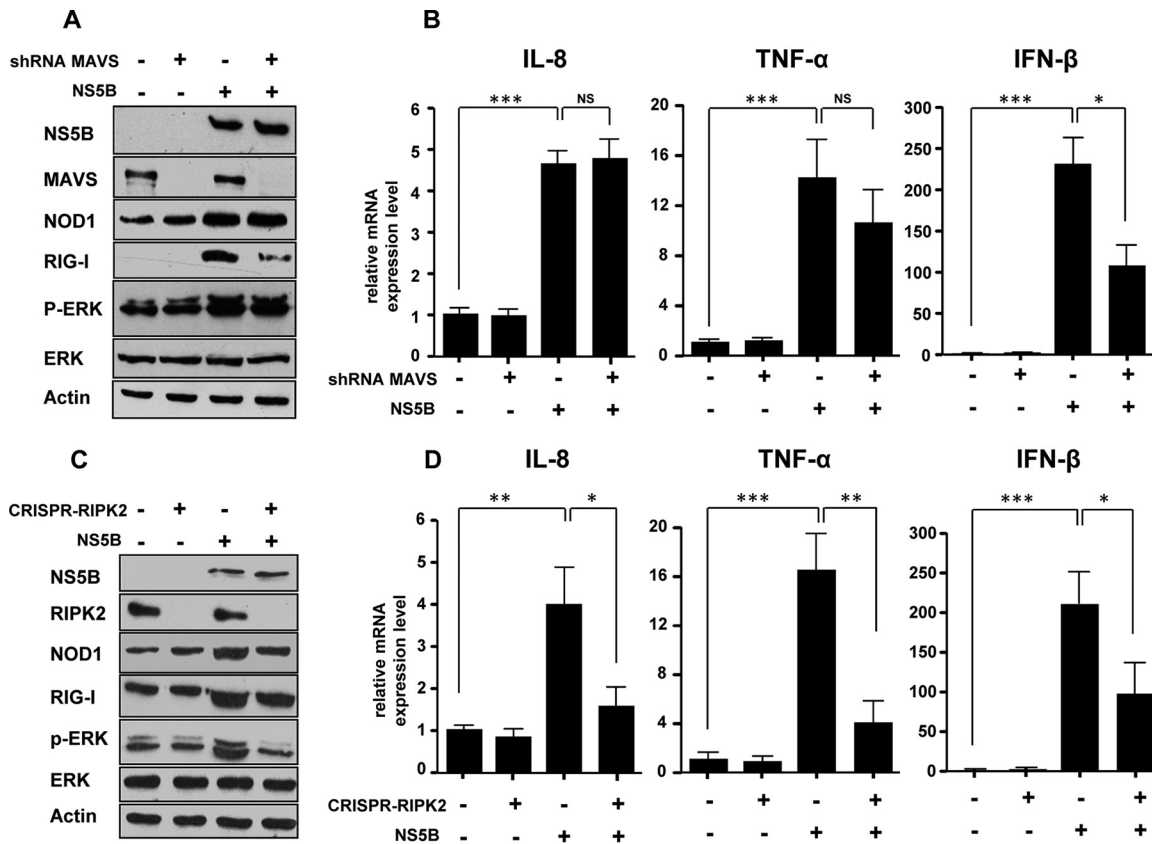 A
shRNA MAVS - + - +
NS5B - - + +
NS5B
MAVS
NOD1
RIG-I
P-ERK
ERK
Actin
B
IL-8
TNF-α
IFN-β
*** NS
*** NS
*** *
relative mRNA
expression level
6
5
4
3
2
1
0
20
16
12
8
4
0
300
250
200
150
100
50
0
shRNA MAVS - + - + - + - + - + - +
NS5B - - + + - - + + - - + +
C
CRISPR-RIPK2 - + - +
NS5B - - + +
NS5B
RIPK2
NOD1
RIG-I
p-ERK
ERK
Actin
D
IL-8
TNF-α
IFN-β
** *
*** **
*** *
relative mRNA
expression level
6
5
4
3
2
1
0
20
16
12
8
4
0
300
250
200
150
100
50
0
CRISPR-RIPK2 - + - + - + - + - + - +
NS5B - - + + - - + + - - + +